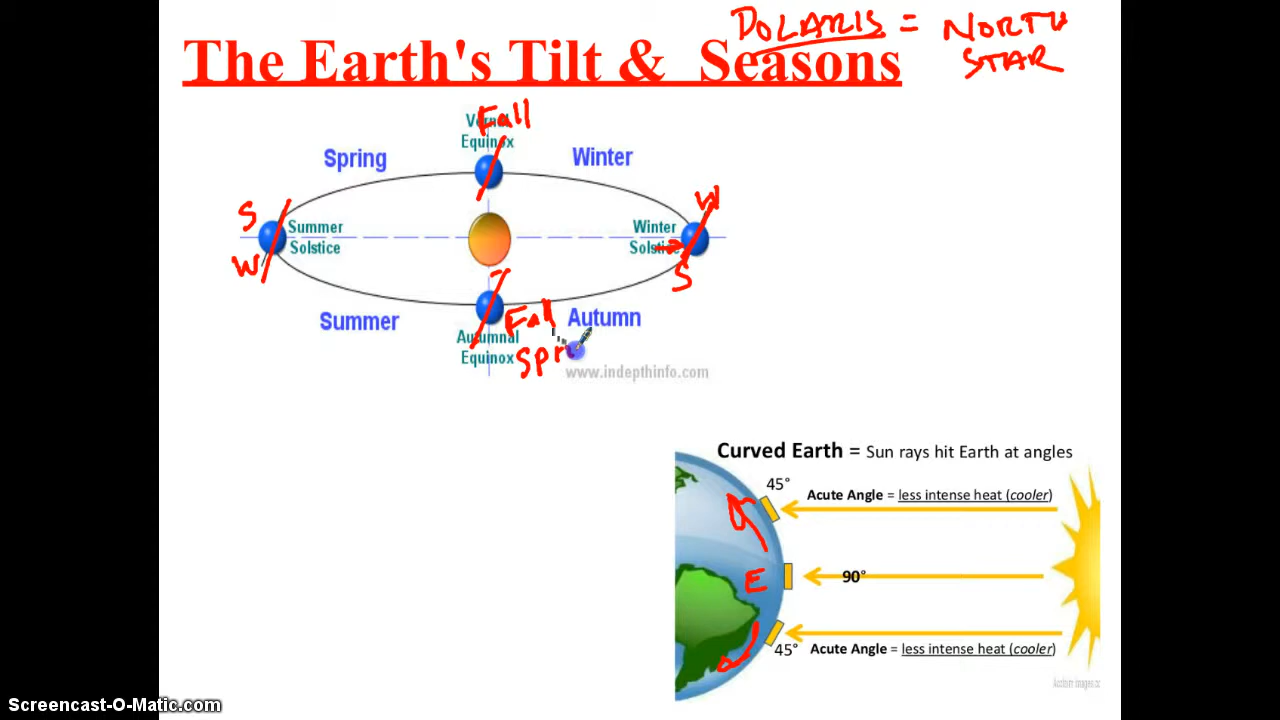 POLARIS = NORTH
STAR
The Earth's Tilt & Seasons
Fall
Vernal
Equinox
Spring
Winter
W
S
Summer
Solstice
Winter
Solstice
W
S
Summer
Fall
Autumn
Autumnal
Equinox
Spr
www.indepthinfo.com
Curved Earth = Sun rays hit Earth at angles
45°
Acute Angle = less intense heat (cooler)
E
90°
45°
Acute Angle = less intense heat (cooler)
Screencast-O-Matic.com